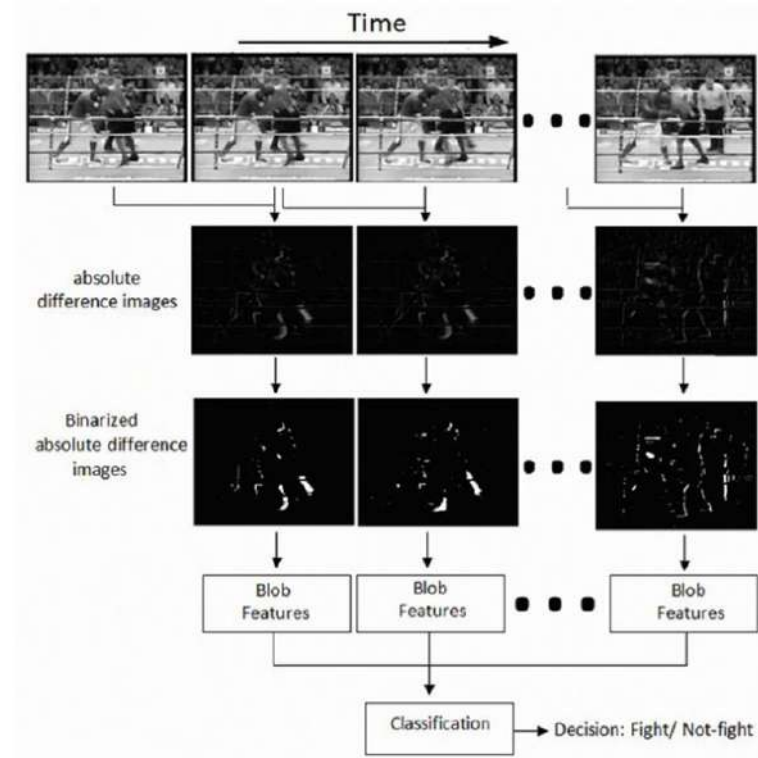 Time
absolute
difference images
Binarized
absolute difference
images
Blob
Features
Blob
Features
Blob
Features
Classification
Decision: Fight/ Not-fight